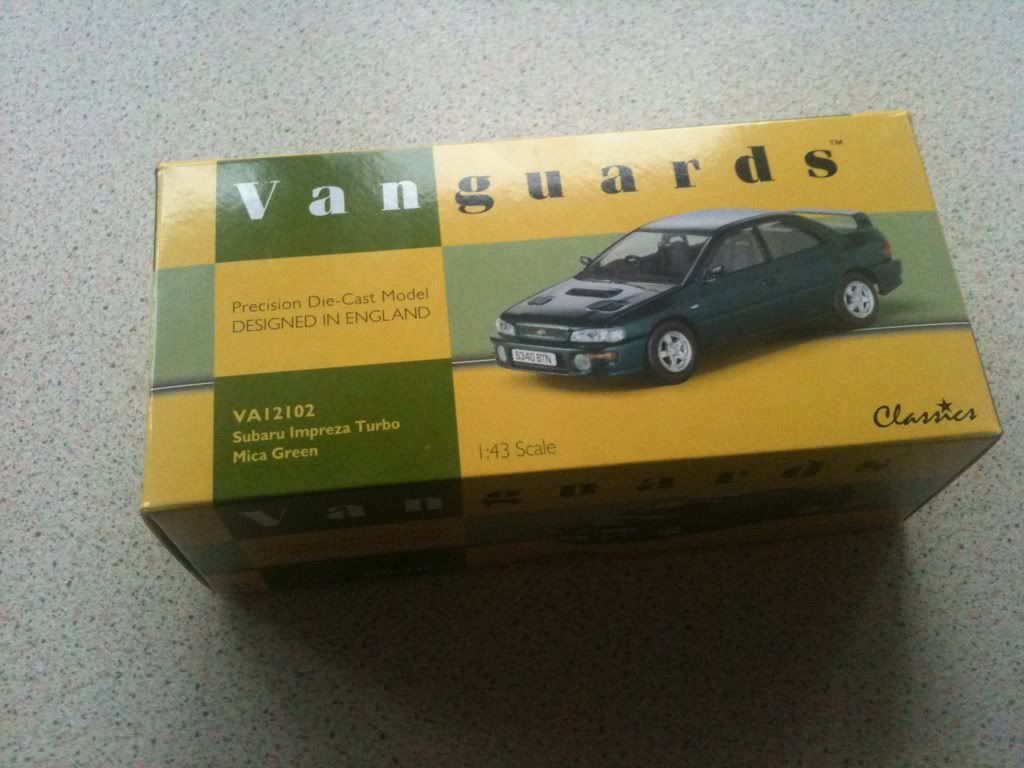 Vanguards™
Precision Die-Cast Model
DESIGNED IN ENGLAND
S340 BTN
VA12102
Subaru Impreza Turbo
Mica Green
1:43 Scale
Classics
Vanguards